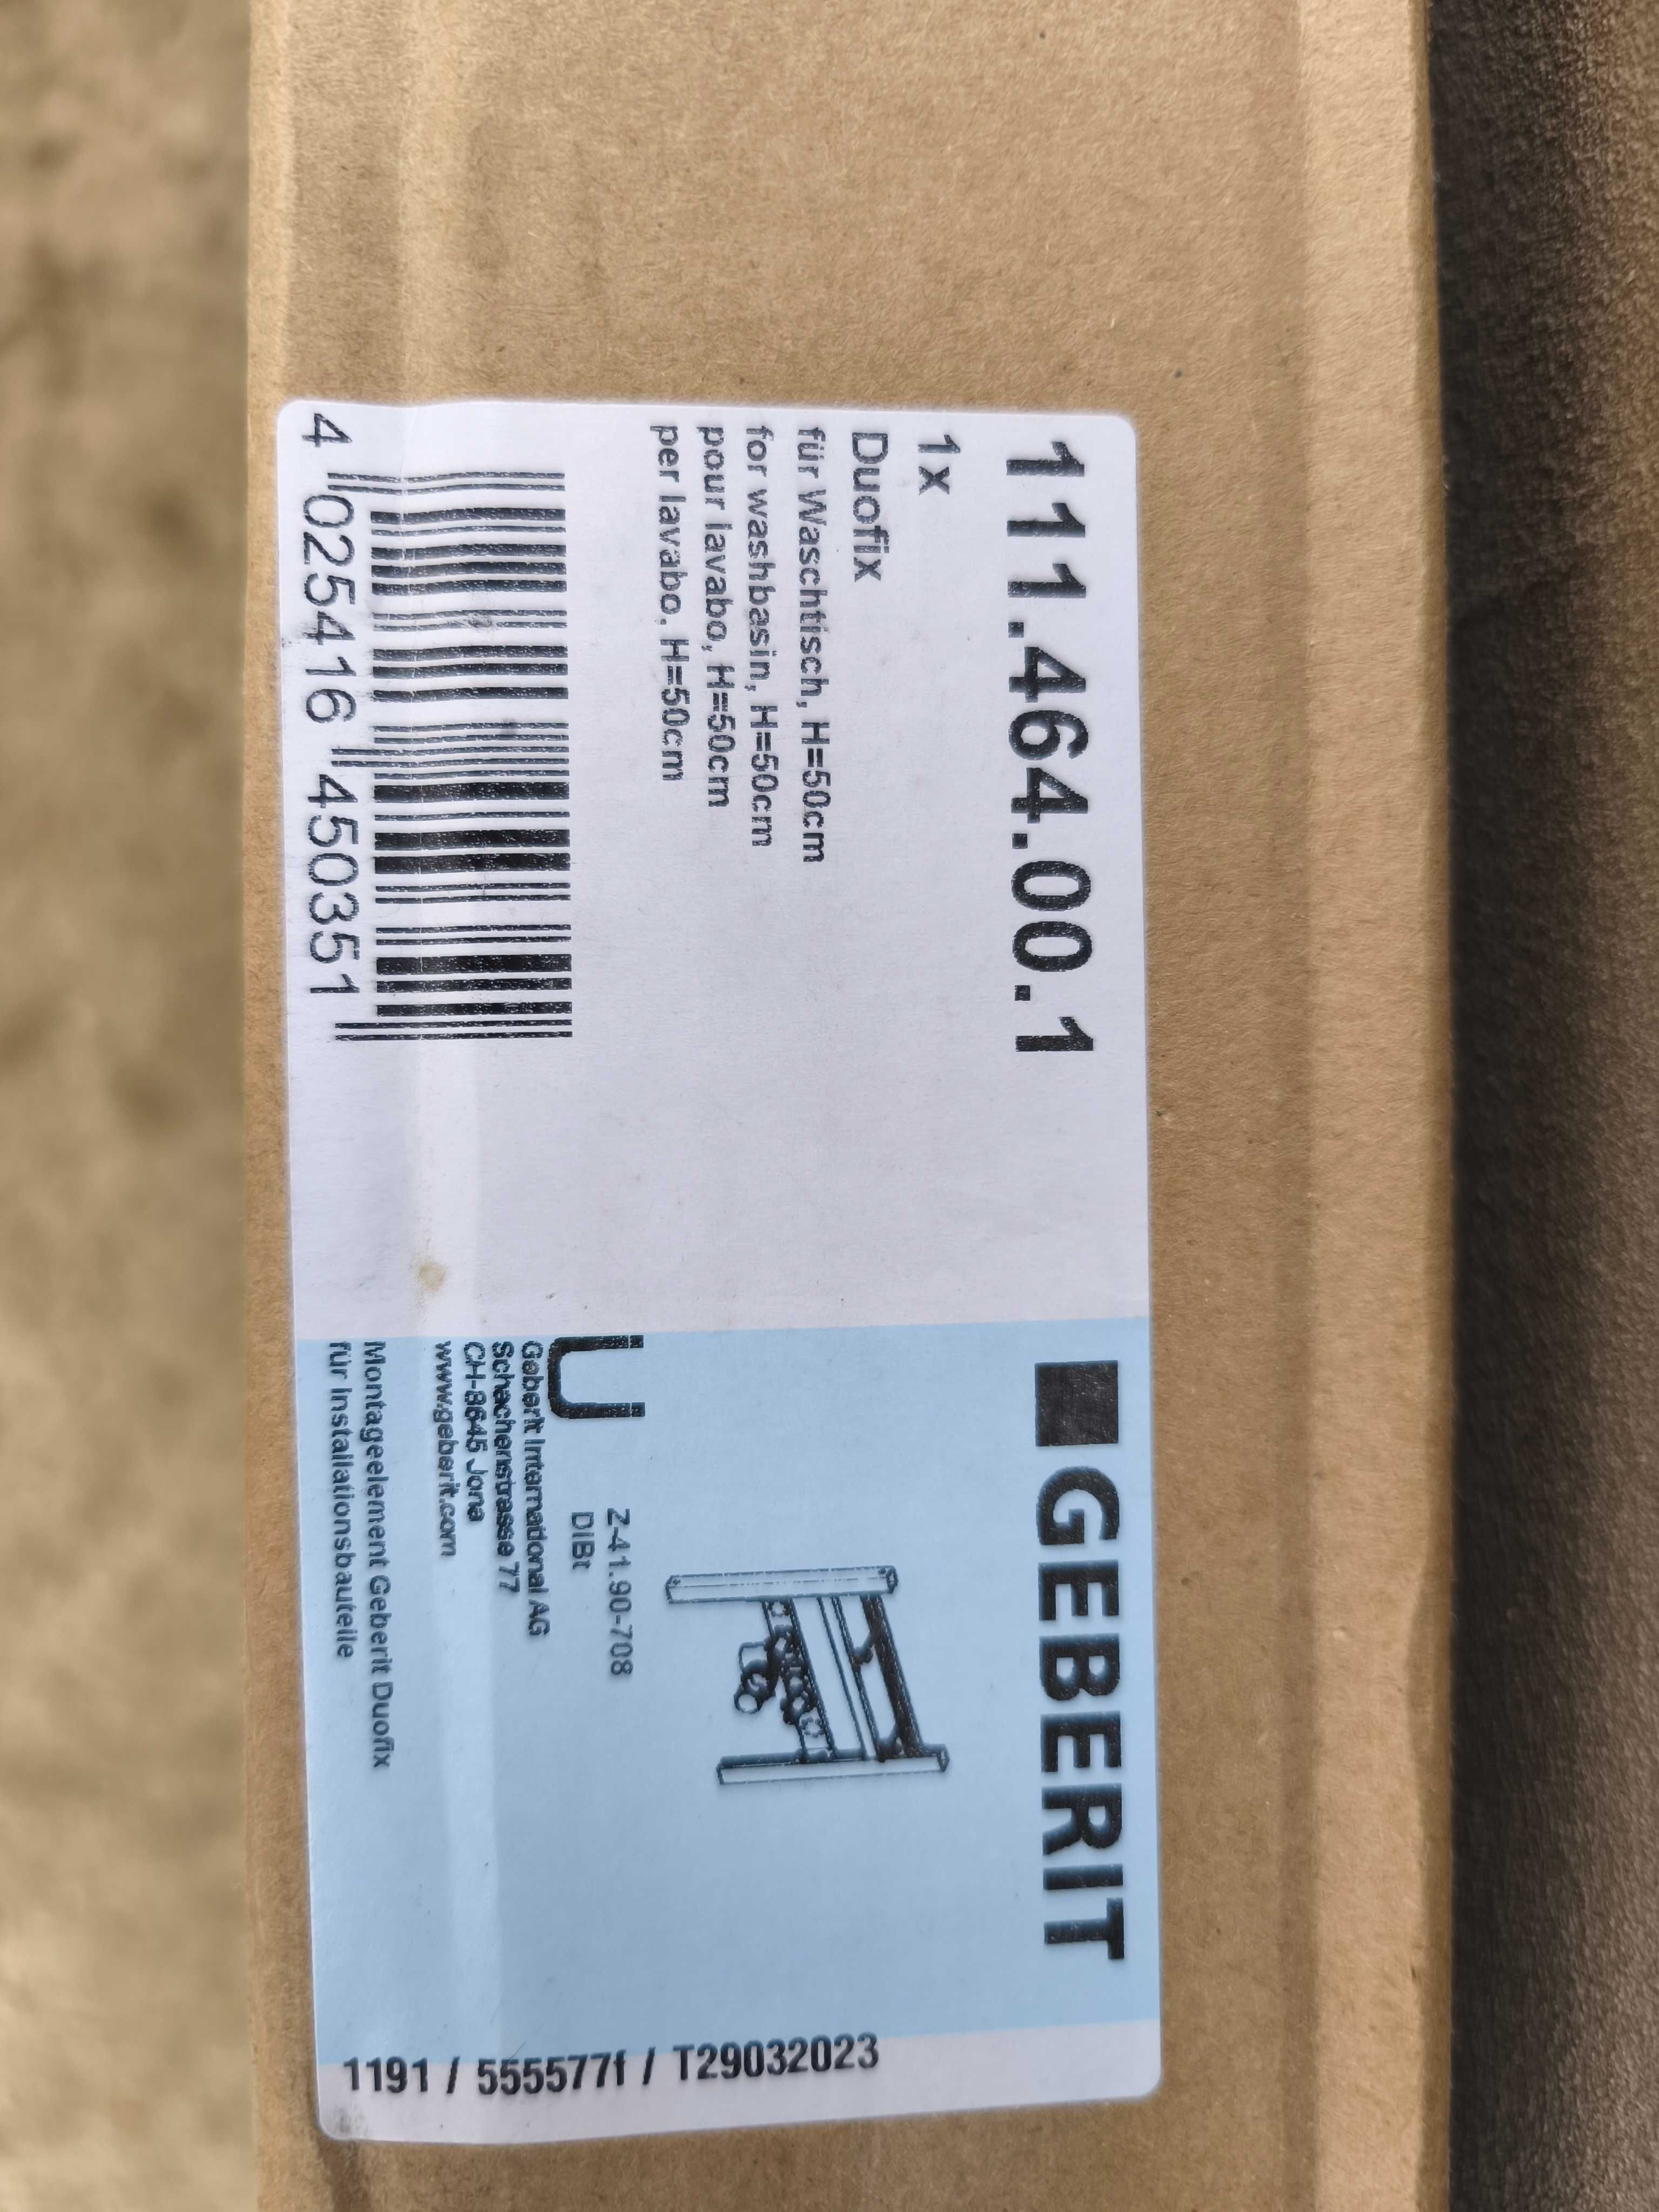 111.464.00.1
1x
Duofix
für Waschtisch, H=50cm
for washbasin, H=50cm
pour lavabo, H=50cm
per lavabo, H=50cm
4 025416 450351
GEBERIT
Ü
Z-41.90-708
DIBt
Geberit International AG
Schachenstrasse 77
CH-8645 Jona
www.geberit.com
Montageelement Geberit Duofix
für Installationsbauteile
1191 / 555577f / T29032023